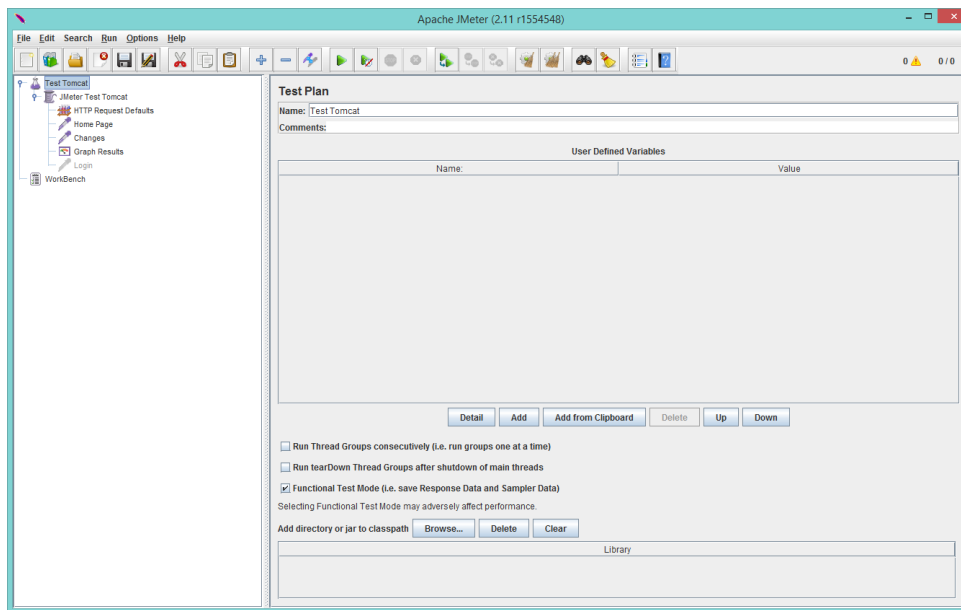 Apache JMeter (2.11 r1554548)
File Edit Search Run Options Help
0 0/0
Test Tomcat
JMeter Test Tomcat
HTTP Request Defaults
Home Page
Changes
Graph Results
Login
WorkBench
Test Plan
Name: Test Tomcat
Comments:
User Defined Variables
Name: Value
Detail Add Add from Clipboard Delete Up Down
Run Thread Groups consecutively (i.e. run groups one at a time)
Run tearDown Thread Groups after shutdown of main threads
Functional Test Mode (i.e. save Response Data and Sampler Data)
Selecting Functional Test Mode may adversely affect performance.
Add directory or jar to classpath Browse... Delete Clear
Library